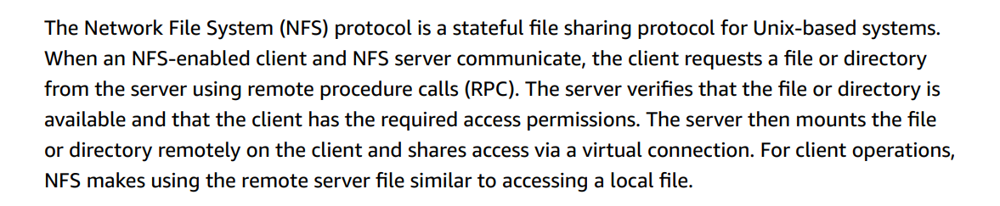 The Network File System (NFS) protocol is a stateful file sharing protocol for Unix-based systems.
When an NFS-enabled client and NFS server communicate, the client requests a file or directory
from the server using remote procedure calls (RPC). The server verifies that the file or directory is
available and that the client has the required access permissions. The server then mounts the file
or directory remotely on the client and shares access via a virtual connection. For client operations,
NFS makes using the remote server file similar to accessing a local file.